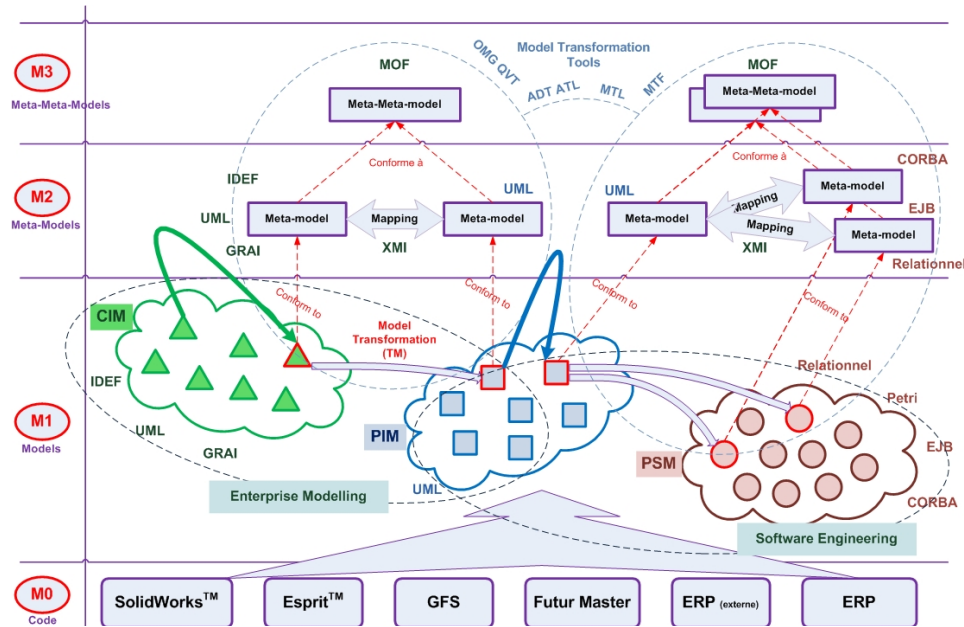 M3
Meta-Meta-Models
MOF
Meta-Meta-model
OMG QVT
Model Transformation
Tools
ADT ATL
MTL
MTF
MOF
Meta-Meta-model
M2
Meta-Models
Conforme à
IDEF
UML
GRAI
Meta-model
Mapping
XMI
UML
Meta-model
Conforme à
CORBA
UML
Meta-model
Mapping
Mapping
XMI
Meta-model
EJB
Meta-model
Relationnel
M1
Models
CIM
IDEF
UML
GRAI
Conform to
Conform to
Model
Transformation
(TM)
Enterprise Modelling
PIM
UML
Conform to
Conform to
Conform to
Relationnel
Petri
PSM
EJB
CORBA
Software Engineering
M0
Code
SolidWorks™
Esprit™
GFS
Futur Master
ERP (externe)
ERP